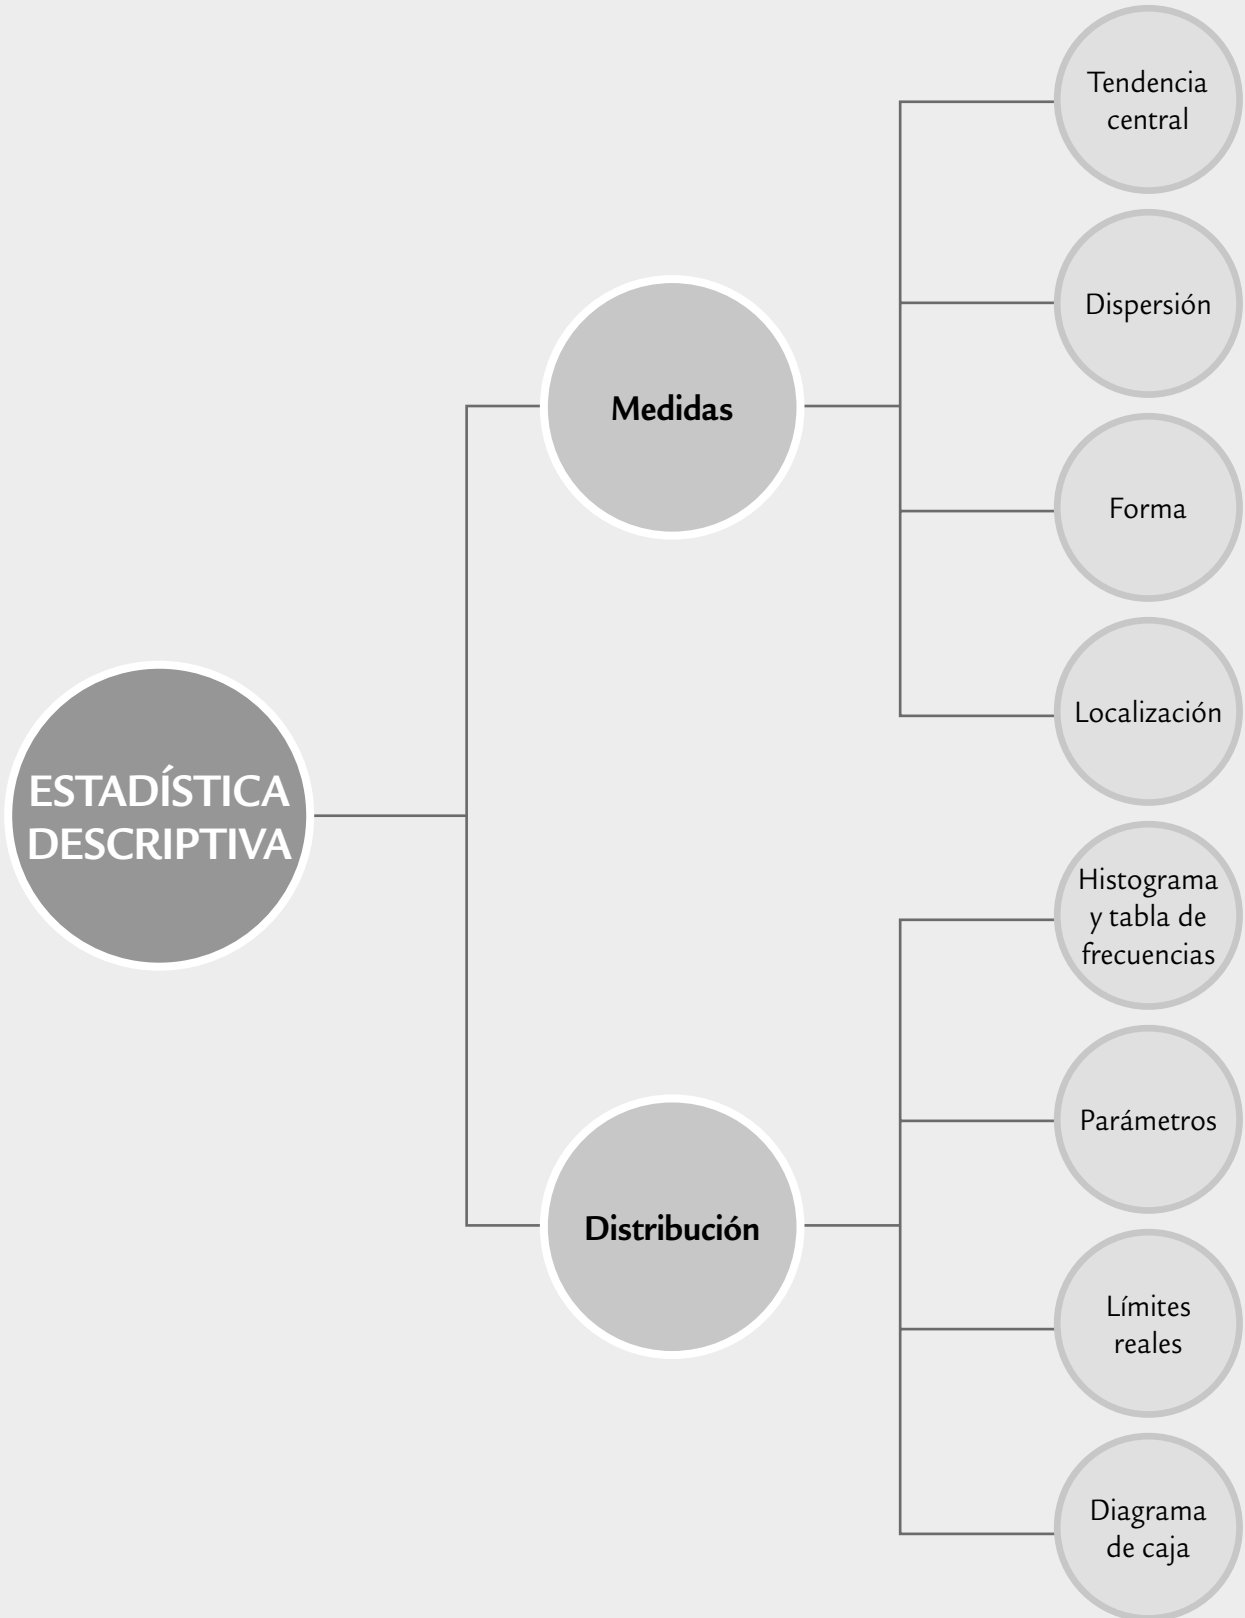 ESTADÍSTICA
DESCRIPTIVA
Medidas
Tendencia
central
Dispersión
Forma
Localización
Distribución
Histograma
y tabla de
frecuencias
Parámetros
Límites
reales
Diagrama
de caja